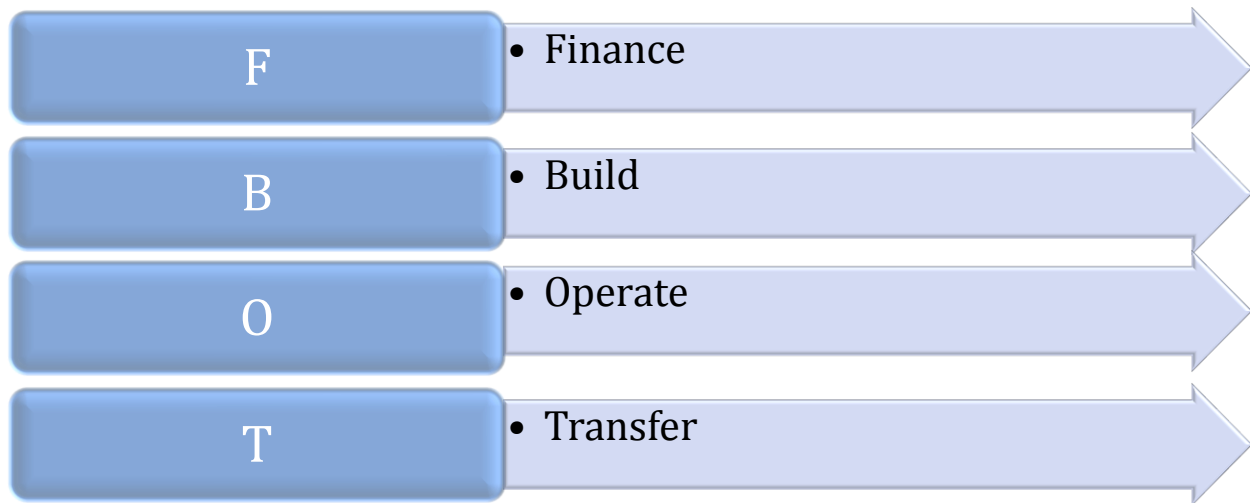 F
• Finance
B
• Build
O
• Operate
T
• Transfer